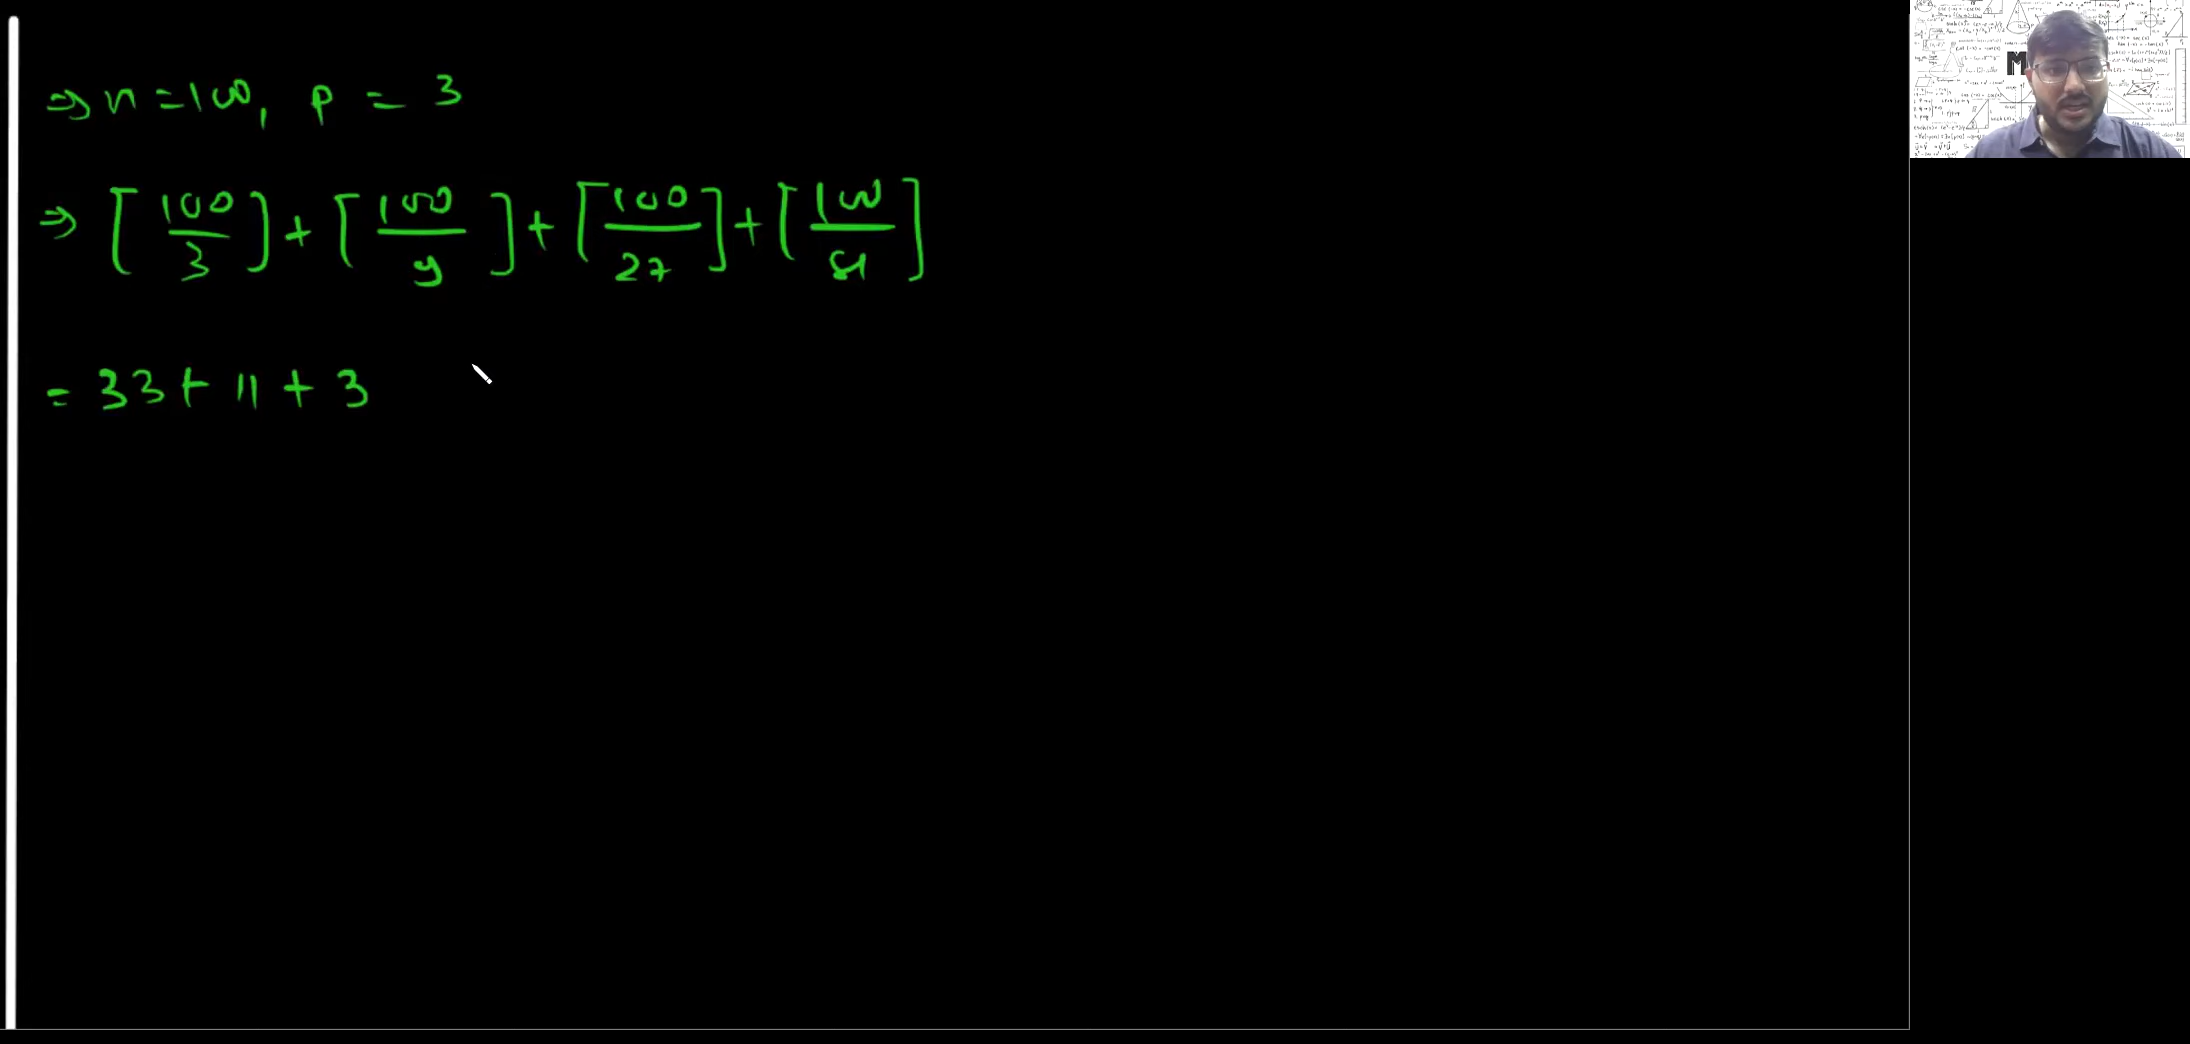 ⇒ n = 100, p = 3
⇒ [100/3] + [100/9] + [100/27] + [100/81]
= 33 + 11 + 3
M